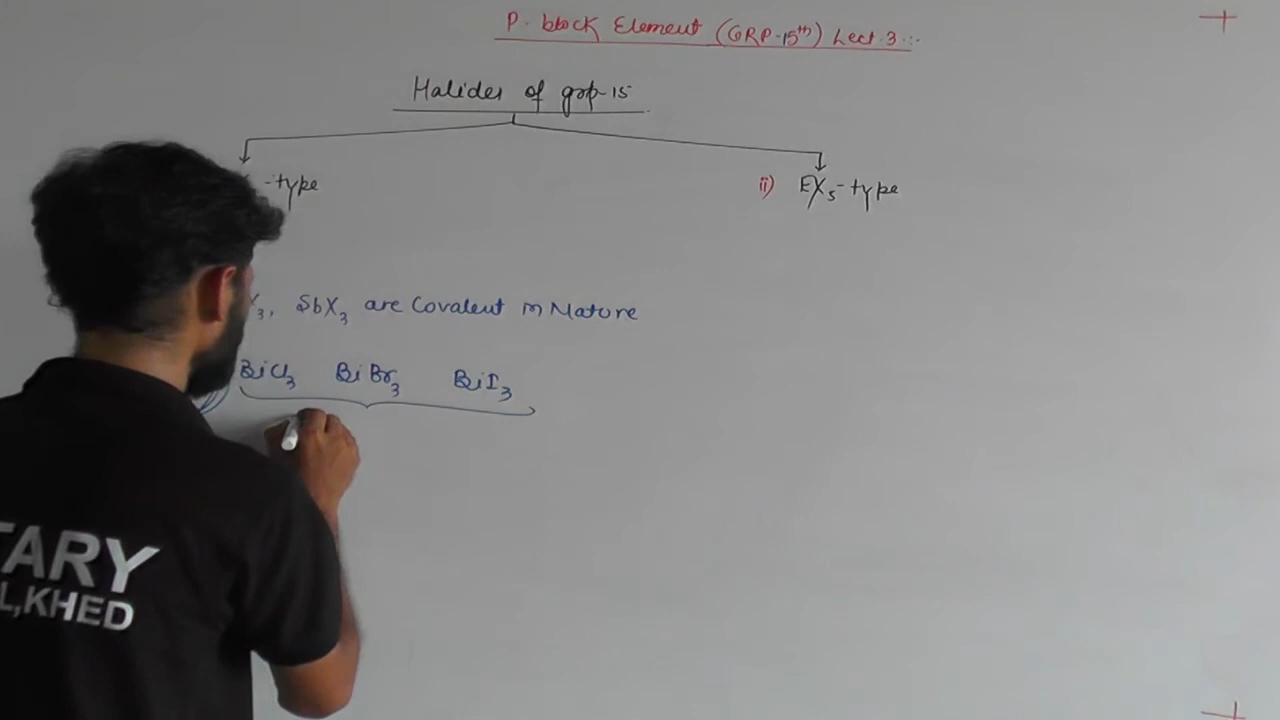 P. block Element (GRP-15th) Lect. 3 :-
Halides of grp-15
-type
ii) EX5-type
X3, SbX3 are Covalent in Nature
BiCl3 BiBr3 BiI3
TARY
L,KHED